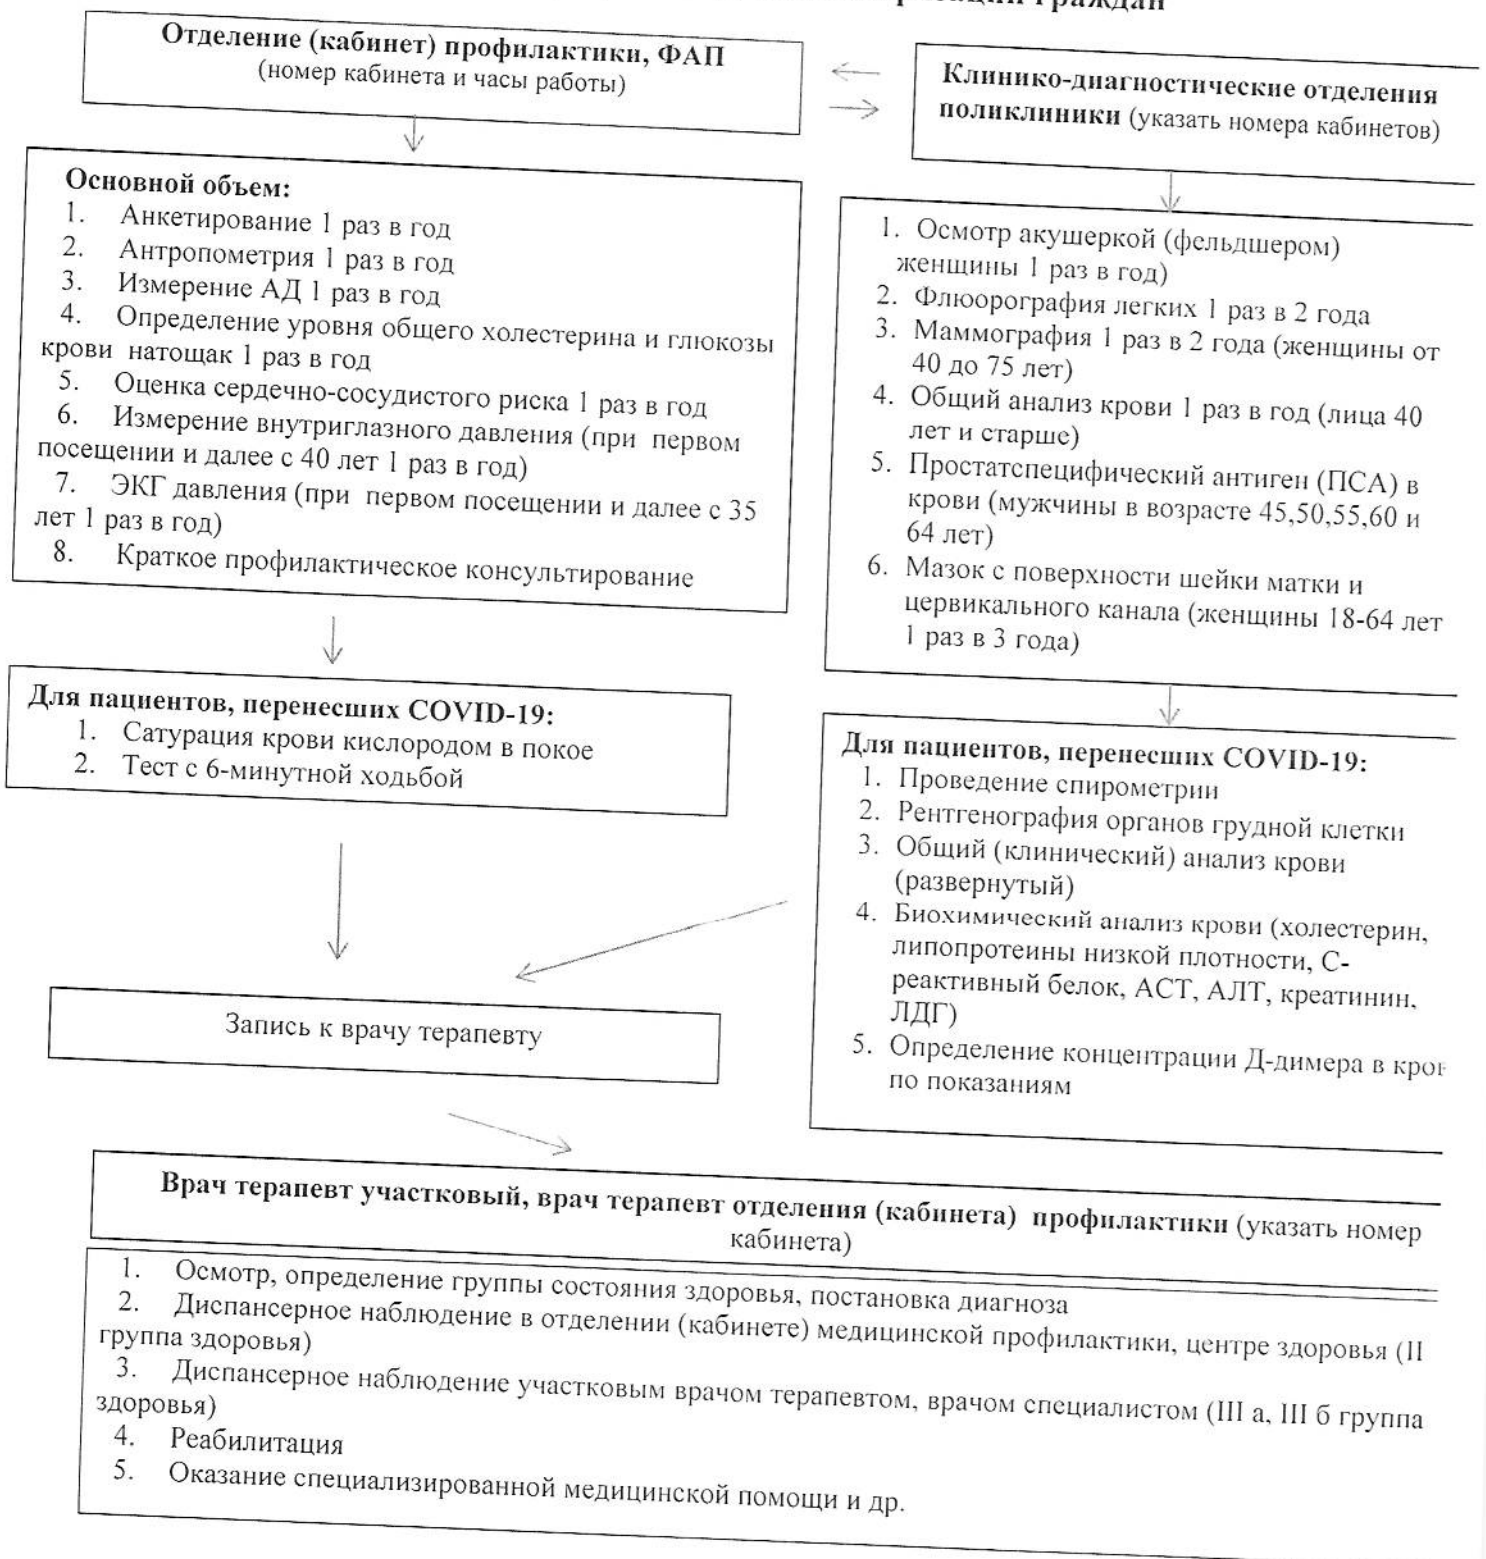 граждан
Отделение (кабинет) профилактики, ФАП
(номер кабинета и часы работы)
Клинико-диагностические отделения
поликлиники (указать номера кабинетов)
Основной объем:
1. Анкетирование 1 раз в год
2. Антропометрия 1 раз в год
3. Измерение АД 1 раз в год
4. Определение уровня общего холестерина и глюкозы
крови натощак 1 раз в год
5. Оценка сердечно-сосудистого риска 1 раз в год
6. Измерение внутриглазного давления (при первом
посещении и далее с 40 лет 1 раз в год)
7. ЭКГ давления (при первом посещении и далее с 35
лет 1 раз в год)
8. Краткое профилактическое консультирование
1. Осмотр акушеркой (фельдшером)
женщины 1 раз в год)
2. Флюорография легких 1 раз в 2 года
3. Маммография 1 раз в 2 года (женщины от
40 до 75 лет)
4. Общий анализ крови 1 раз в год (лица 40
лет и старше)
5. Простатспецифический антиген (ПСА) в
крови (мужчины в возрасте 45,50,55,60 и
64 лет)
6. Мазок с поверхности шейки матки и
цервикального канала (женщины 18-64 лет
1 раз в 3 года)
Для пациентов, перенесших COVID-19:
1. Сатурация крови кислородом в покое
2. Тест с 6-минутной ходьбой
Для пациентов, перенесших COVID-19:
1. Проведение спирометрии
2. Рентгенография органов грудной клетки
3. Общий (клинический) анализ крови
(развернутый)
4. Биохимический анализ крови (холестерин,
липопротеины низкой плотности, С-
реактивный белок, АСТ, АЛТ, креатинин,
ЛДГ)
5. Определение концентрации Д-димера в кров
по показаниям
Запись к врачу терапевту
Врач терапевт участковый, врач терапевт отделения (кабинета) профилактики (указать номер
кабинета)
1. Осмотр, определение группы состояния здоровья, постановка диагноза
2. Диспансерное наблюдение в отделении (кабинете) медицинской профилактики, центре здоровья (II
группа здоровья)
3. Диспансерное наблюдение участковым врачом терапевтом, врачом специалистом (III а, III б группа
здоровья)
4. Реабилитация
5. Оказание специализированной медицинской помощи и др.